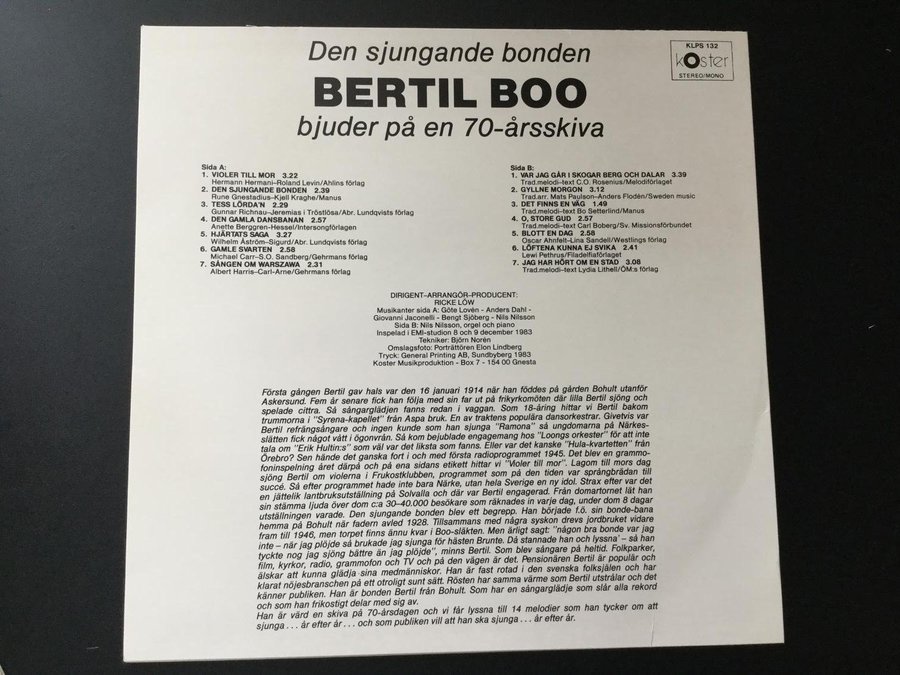 Den sjungande bonden
BERTIL BOO
bjuder på en 70-årsskiva
KLPS 132
koster
STEREO/MONO
Sida A:
1. VIOLER TILL MOR 3.22
Hermann Hermani–Roland Levin/Ahlins förlag
2. DEN SJUNGANDE BONDEN 2.39
Rune Gnestadius–Kjell Kraghe/Manus
3. TESS LÖRDA'N 2.29
Gunnar Richnau–Jeremias i Tröstlösa/Abr. Lundqvists förlag
4. DEN GAMLA DANSBANAN 2.57
Anette Berggren–Hessel/Intersongförlagen
5. HJÄRTATS SAGA 3.27
Wilhelm Åström–Sigurd/Abr. Lundqvists förlag
6. GAMLE SVARTEN 2.58
Michael Carr–S.O. Sandberg/Gehrmans förlag
7. SÅNGEN OM WARSZAWA 2.31
Albert Harris–Carl-Arne/Gehrmans förlag
Sida B:
1. VAR JAG GÅR I SKOGAR BERG OCH DALAR 3.39
Trad.melodi–text C.O. Rosenius/Melodiförlaget
2. GYLLNE MORGON 3.12
Trad.arr. Mats Paulson–Anders Flodén/Sweden music
3. DET FINNS EN VÄG 1.49
Trad.melodi–text Bo Setterlind/Manus
4. O, STORE GUD 2.57
Trad.melodi–text Carl Boberg/Sv. Missionsförbundet
5. BLOTT EN DAG 2.58
Oscar Ahnfelt–Lina Sandell/Westlings förlag
6. LÖFTENA KUNNA EJ SVIKA 2.41
Lewi Pethrus/Filadelfiaförlaget
7. JAG HAR HÖRT OM EN STAD 3.08
Trad.melodi–text Lydia Lithell/ÖM:s förlag
DIRIGENT–ARRANGÖR–PRODUCENT:
RICKE LÖW
Musikanter sida A: Göte Lovén - Anders Dahl -
Giovanni Jaconelli - Bengt Sjöberg - Nils Nilsson
Sida B: Nils Nilsson, orgel och piano
Inspelad i EMI-studion 8 och 9 december 1983
Tekniker: Björn Norén
Omslagsfoto: Porträttören Elon Lindberg
Tryck: General Printing AB, Sundbyberg 1983
Koster Musikproduktion - Box 7 - 154 00 Gnesta
Första gången Bertil gav hals var den 16 januari 1914 när han föddes på gården Bohult utanför
Askersund. Fem år senare fick han följa med sin far ut på frikyrkomöten där lilla Bertil sjöng och
spelade cittra. Så sångarglädjen fanns redan i vaggan. Som 18-åring hittar vi Bertil bakom
trummorna i "Syrena-kapellet" från Aspa bruk. En av traktens populära dansorkestrar. Givetvis var
Bertil refrängsångare och ingen kunde som han sjunga "Ramona" så ungdomarna på Närkes-
slätten fick något vått i ögonvrån. Så kom bejublade engagemang hos "Loongs orkester" för att inte
tala om "Erik Hultin:s" som väl var det liksta som fanns. Eller var det kanske "Hula-kvartetten" från
Örebro? Sen hände det ganska fort i och med första radioprogrammet 1945. Det blev en grammo-
foninspelning året därpå och på ena sidans etikett hittar vi "Voler till mor". Lagom till mors dag
sjöng Bertil om violerna i Frukostklubben, programmet som på den tiden var språngbrädan till
succé. Så efter programmet hade inte bara Närke, utan hela Sverige en ny idol. Strax efter var det
en jättelik lantbruksutställning på Solvalla och där var Bertil engagerad. Från domartornet lät han
sin stämma ljuda över dom c:a 30–40.000 besökare som räknades in varje dag, under dom 8 dagar
utställningen varade. Den sjungande bonden blev ett begrepp. Han började f.ö. sin bonde-bana
hemma på Bohult när fadern avled 1928. Tillsammans med några syskon drevs jordbruket vidare
fram till 1946, men torpet finns ännu kvar i Boo-släkten. Men ärligt sagt: "någon bra bonde var jag
inte – när jag plöjde så brukade jag sjunga för hästen Brunte. Då stannade han och lyssna' – så han
tyckte nog jag sjöng bättre än jag plöjde", minns Bertil. Som blev sångare på heltid. Folkparker,
film, kyrkor, radio, grammofon och TV och på den vägen är det. Pensionären Bertil är populär och
älskar att kunna glädja sina medmänniskor. Han är fast rotad i den svenska folksjälen och har
klarat nöjesbranschen på ett otroligt sunt sätt. Rösten har samma värme som Bertil utstrålar och det
känner publiken. Han är bonden Bertil från Bohult. Som har en sångarglädje som slår alla rekord
och som han frikostigt delar med sig av.
Han är värd en skiva på 70-årsdagen och vi får lyssna till 14 melodier som han tycker om att
sjunga . . . år efter år . . . och som publiken vill att han ska sjunga . . . år efter år.